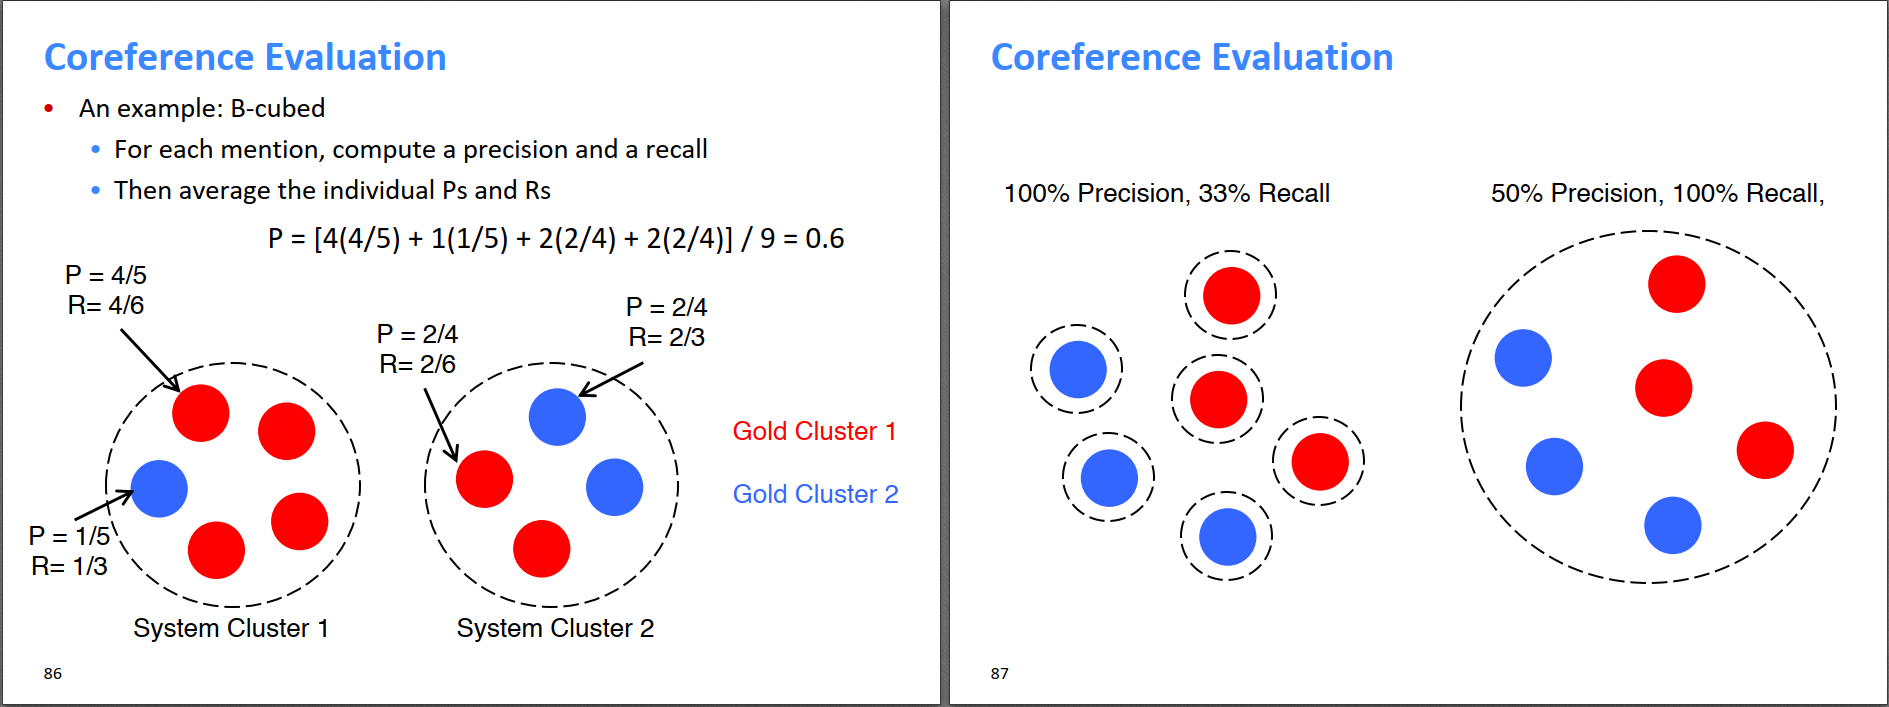 Coreference Evaluation
• An example: B-cubed
• For each mention, compute a precision and a recall
• Then average the individual Ps and Rs
P = [4(4/5) + 1(1/5) + 2(2/4) + 2(2/4)] / 9 = 0.6
P = 4/5
R= 4/6
P = 2/4
R= 2/6
P = 2/4
R= 2/3
Gold Cluster 1
Gold Cluster 2
P = 1/5
R= 1/3
System Cluster 1
System Cluster 2
86
Coreference Evaluation
100% Precision, 33% Recall
50% Precision, 100% Recall,
87